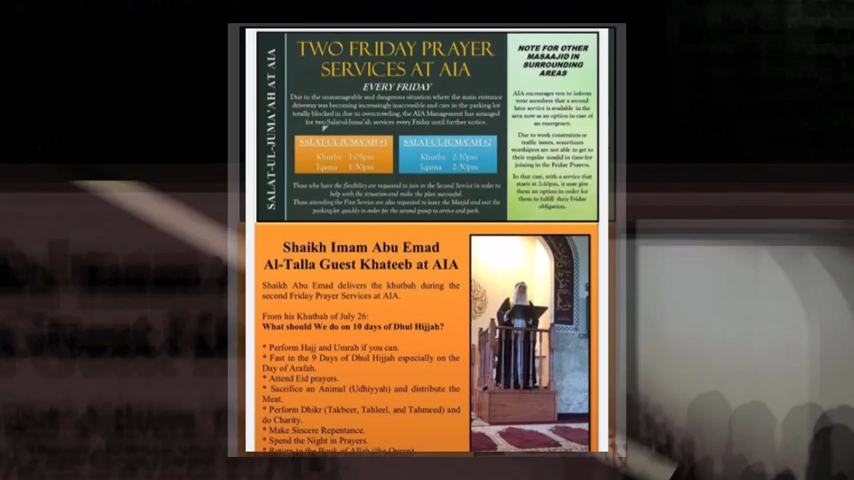 SALAT-UL-JUMA'AH AT AIA
TWO FRIDAY PRAYER
SERVICES AT AIA
EVERY FRIDAY
Due to the unmanageable and dangerous situation where the main entrance
driveway was becoming increasingly inaccessible and cars in the parking lot
totally blocked in due to overcrowding, the AIA Management has arranged
for two Salatul-Juma'ah services every Friday until further notice.
SALAT-UL-JUMA'AH #1
Khutba 1:05pm
Iqama 1:30pm
SALAT-UL-JUMA'AH #2
Khutba 2:10pm
Iqama 2:30pm
Those who have the flexibility are requested to join in the Second Service in order to
help with the situation and make the plan successful.
Those attending the First Service are also requested to leave the Masjid and exit the
parking lot quickly in order for the second group to arrive and park.
NOTE FOR OTHER
MASAAJID IN
SURROUNDING
AREAS
AIA encourages you to inform
your members that a second
later service is available in the
area now as an option in case of
an emergency.
Due to work constraints or
traffic issues, sometimes
worshipers are not able to get to
their regular masjid in time for
joining in the Friday Prayers.
In that case, with a service that
starts at 2:10pm, it may give
them an option in order for
them to fulfill their Friday
obligation.
Shaikh Imam Abu Emad
Al-Talla Guest Khateeb at AIA
Shaikh Abu Emad delivers the khutbah during the
second Friday Prayer Services at AIA.
From his Khutbah of July 26:
What should We do on 10 days of Dhul Hijjah?
* Perform Hajj and Umrah if you can.
* Fast in the 9 Days of Dhul Hijjah especially on the
Day of Arafah.
* Attend Eid prayers.
* Sacrifice an Animal (Udhiyyah) and distribute the
Meat.
* Perform Dhikr (Takbeer, Tahleel, and Tahmeed) and
do Charity.
* Make Sincere Repentance.
* Spend the Night in Prayers.
* Return to the Book of Allah (the Quran)